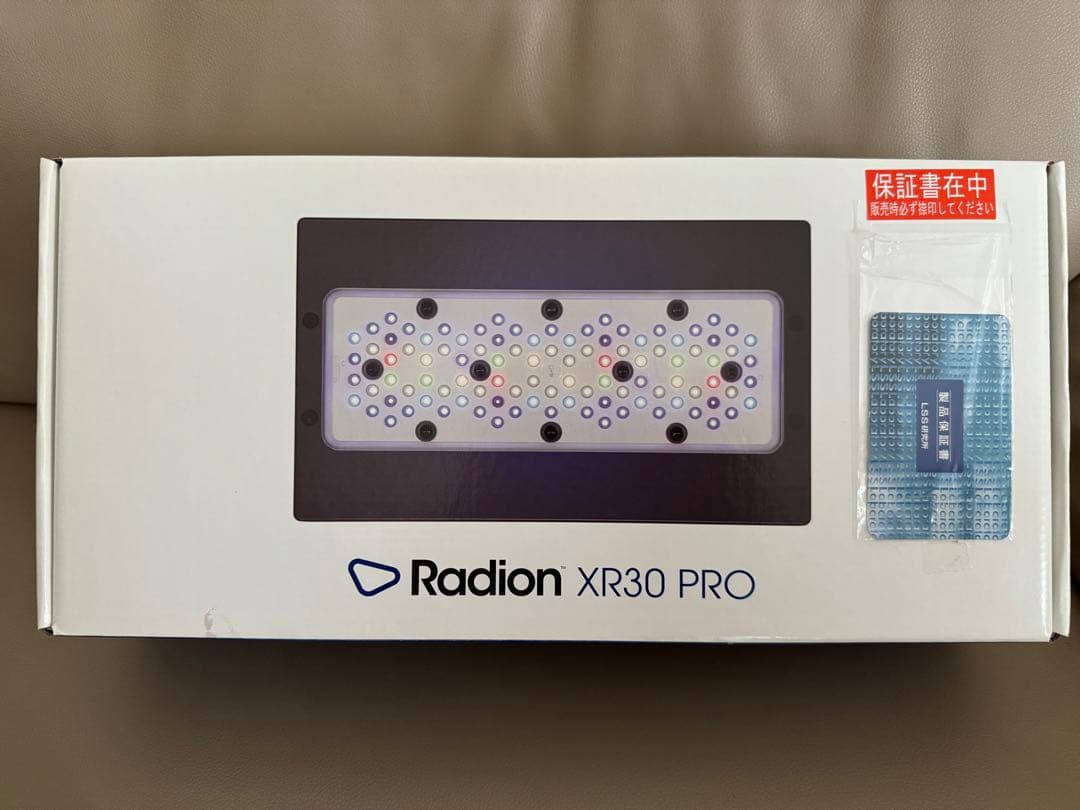 保証書在中
販売時必ず捺印してください
製品保証書
LSS研究所
Radion™ XR30 PRO